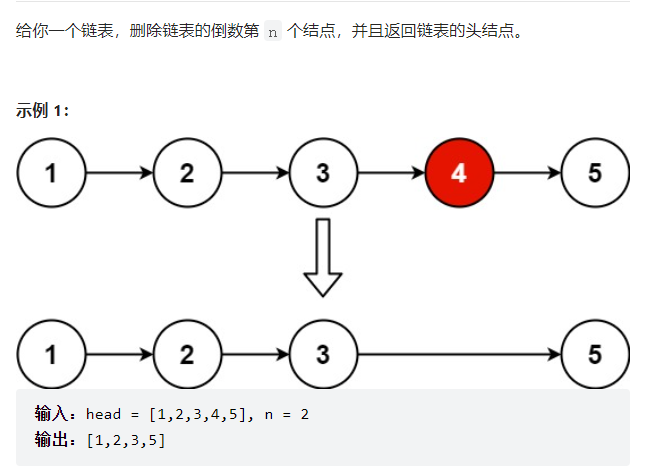 给你一个链表，删除链表的倒数第 n 个结点，并且返回链表的头结点。
示例 1：
1 2 3 4 5
1 2 3 5
输入：head = [1,2,3,4,5], n = 2
输出：[1,2,3,5]